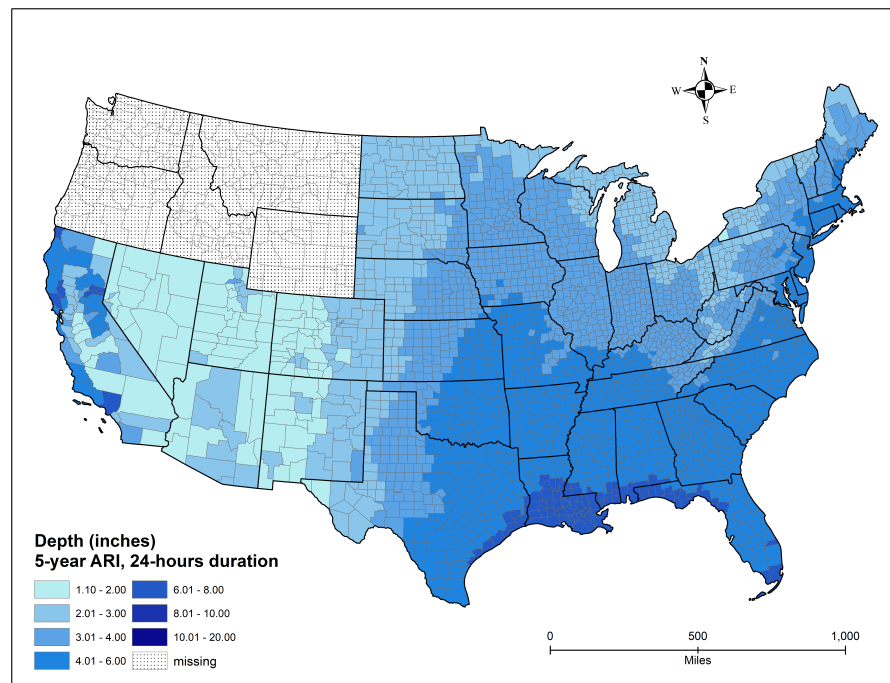 N
W E
S
Depth (inches)
5-year ARI, 24-hours duration
1.10 - 2.00 6.01 - 8.00
2.01 - 3.00 8.01 - 10.00
3.01 - 4.00 10.01 - 20.00
4.01 - 6.00 missing
0 500 1,000
Miles